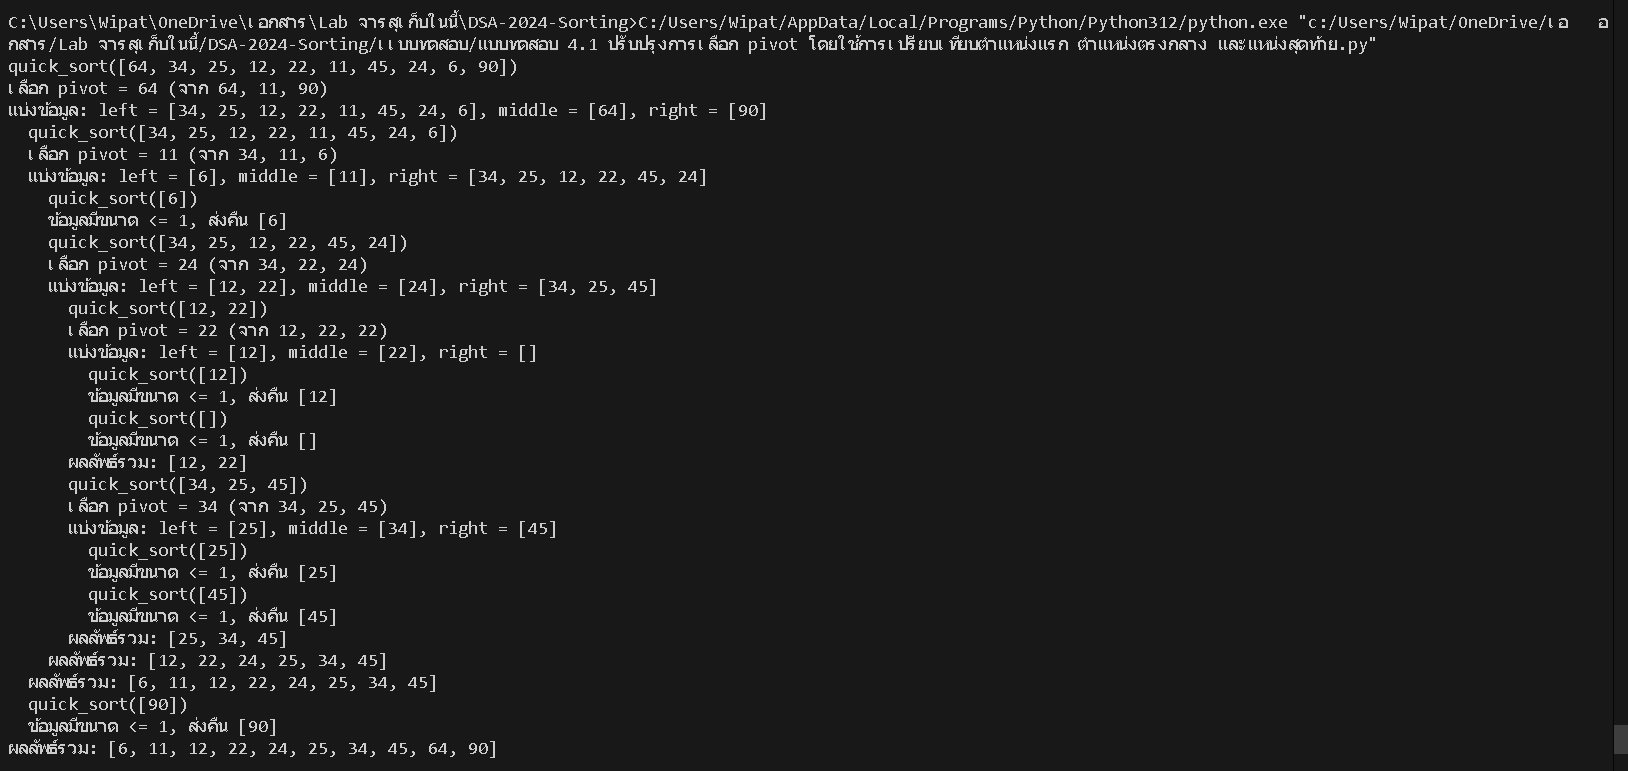 C:\Users\Wipat\OneDrive\เอกสาร\Lab จารสุเก็บในนี้\DSA-2024-Sorting>C:/Users/Wipat/AppData/Local/Programs/Python/Python312/python.exe "c:/Users/Wipat/OneDrive/เอ อ
กสาร/Lab จารสุเก็บในนี้/DSA-2024-Sorting/เเบบทดสอบ/แบบทดสอบ 4.1 ปรับปรุงการเลือก pivot โดยใช้การเปรียบเทียบตำแหน่งแรก ตำแหน่งตรงกลาง และแหน่งสุดท้าย.py"
quick_sort([64, 34, 25, 12, 22, 11, 45, 24, 6, 90])
เลือก pivot = 64 (จาก 64, 11, 90)
แบ่งข้อมูล: left = [34, 25, 12, 22, 11, 45, 24, 6], middle = [64], right = [90]
quick_sort([34, 25, 12, 22, 11, 45, 24, 6])
เลือก pivot = 11 (จาก 34, 11, 6)
แบ่งข้อมูล: left = [6], middle = [11], right = [34, 25, 12, 22, 45, 24]
quick_sort([6])
ข้อมูลมีขนาด <= 1, ส่งคืน [6]
quick_sort([34, 25, 12, 22, 45, 24])
เลือก pivot = 24 (จาก 34, 22, 24)
แบ่งข้อมูล: left = [12, 22], middle = [24], right = [34, 25, 45]
quick_sort([12, 22])
เลือก pivot = 22 (จาก 12, 22, 22)
แบ่งข้อมูล: left = [12], middle = [22], right = []
quick_sort([12])
ข้อมูลมีขนาด <= 1, ส่งคืน [12]
quick_sort([])
ข้อมูลมีขนาด <= 1, ส่งคืน []
ผลลัพธ์รวม: [12, 22]
quick_sort([34, 25, 45])
เลือก pivot = 34 (จาก 34, 25, 45)
แบ่งข้อมูล: left = [25], middle = [34], right = [45]
quick_sort([25])
ข้อมูลมีขนาด <= 1, ส่งคืน [25]
quick_sort([45])
ข้อมูลมีขนาด <= 1, ส่งคืน [45]
ผลลัพธ์รวม: [25, 34, 45]
ผลลัพธ์รวม: [12, 22, 24, 25, 34, 45]
ผลลัพธ์รวม: [6, 11, 12, 22, 24, 25, 34, 45]
quick_sort([90])
ข้อมูลมีขนาด <= 1, ส่งคืน [90]
ผลลัพธ์รวม: [6, 11, 12, 22, 24, 25, 34, 45, 64, 90]